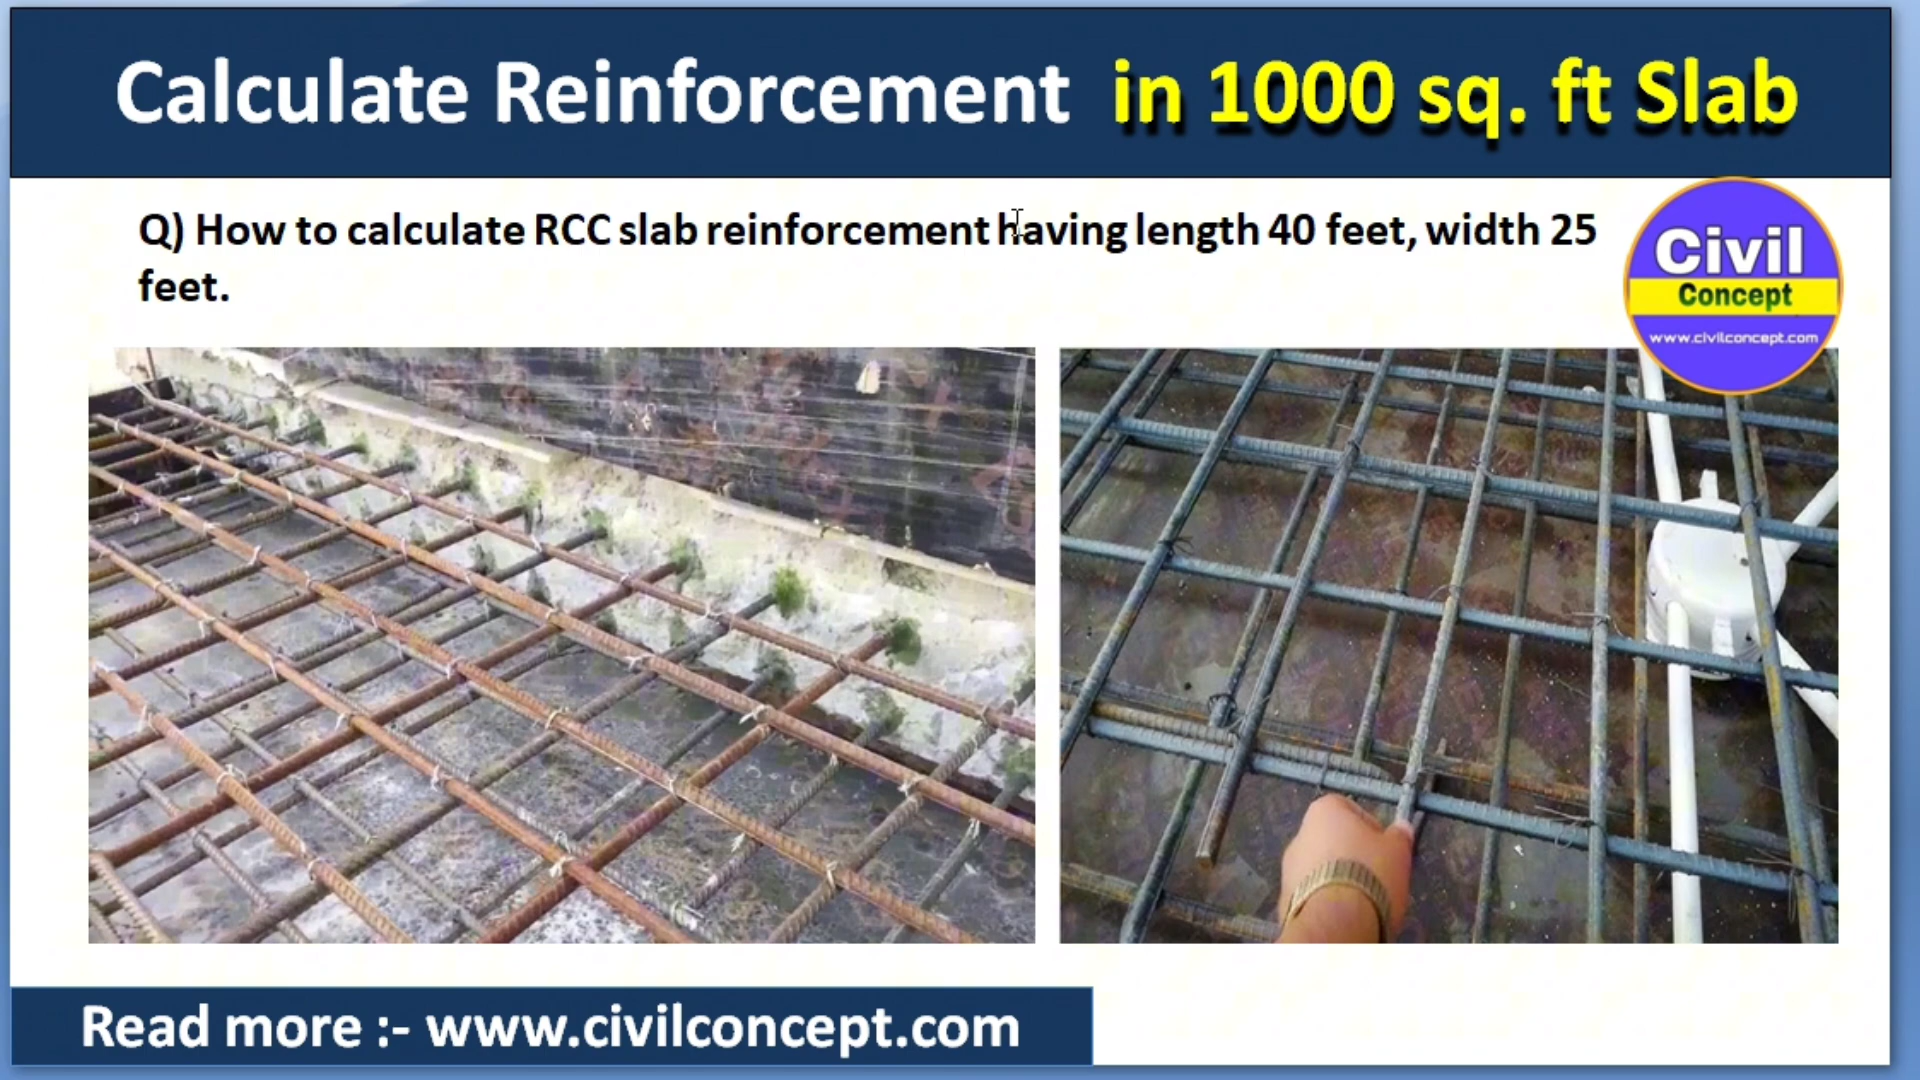 Calculate Reinforcement in 1000 sq. ft Slab
Q) How to calculate RCC slab reinforcement having length 40 feet, width 25
feet.
Civil
Concept
www.civilconcept.com
Read more :- www.civilconcept.com